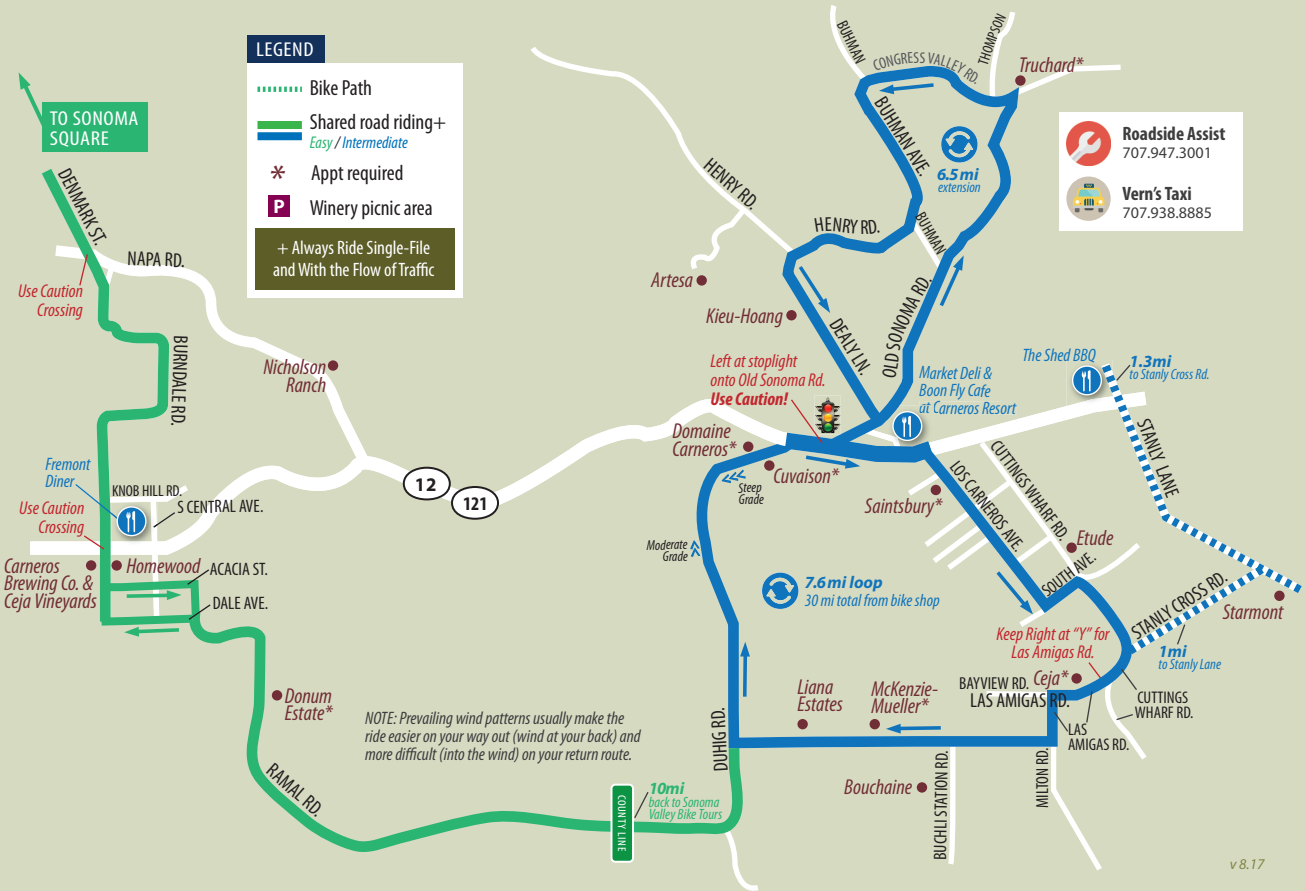 LEGEND
Bike Path
Shared road riding+
Easy / Intermediate
* Appt required
P Winery picnic area
+ Always Ride Single-File
and With the Flow of Traffic
TO SONOMA
SQUARE
DENMARK ST.
NAPA RD.
Use Caution
Crossing
BURNDALE RD.
Nicholson
Ranch
Fremont
Diner
KNOB HILL RD.
S CENTRAL AVE.
Use Caution
Crossing
Carneros
Brewing Co. &
Ceja Vineyards
Homewood
ACACIA ST.
DALE AVE.
Donum
Estate*
RAMAL RD.
12
121
NOTE: Prevailing wind patterns usually make the
ride easier on your way out (wind at your back) and
more difficult (into the wind) on your return route.
COUNTY LINE
10mi
back to Sonoma
Valley Bike Tours
DUHIG RD.
BUHMAN
CONGRESS VALLEY RD.
THOMPSON
Truchard*
BUHMAN AVE.
6.5mi
extension
Roadside Assist
707.947.3001
TAXI
Vern's Taxi
707.938.8885
HENRY RD.
HENRY RD.
BUHMAN
Artesa
Kieu-Hoang
DEALY LN.
OLD SONOMA RD.
Left at stoplight
onto Old Sonoma Rd.
Use Caution!
Market Deli &
Boon Fly Cafe
at Carneros Resort
The Shed BBQ
1.3mi
to Stanly Cross Rd.
STANLY LANE
Domaine
Carneros*
Cuvaison*
Steep
Grade
Moderate
Grade
Saintsbury*
LOS CARNEROS AVE.
CUTTINGS WHARF RD.
Etude
SOUTH AVE.
7.6mi loop
30 mi total from bike shop
STANLY CROSS RD.
Starmont
1mi
to Stanly Lane
Keep Right at "Y" for
Las Amigas Rd.
Ceja*
BAYVIEW RD.
LAS AMIGAS RD.
CUTTINGS
WHARF RD.
LAS
AMIGAS RD.
Liana
Estates
McKenzie-
Mueller*
Bouchaine
BUCHLI STATION RD.
MILTON RD.
v 8.17